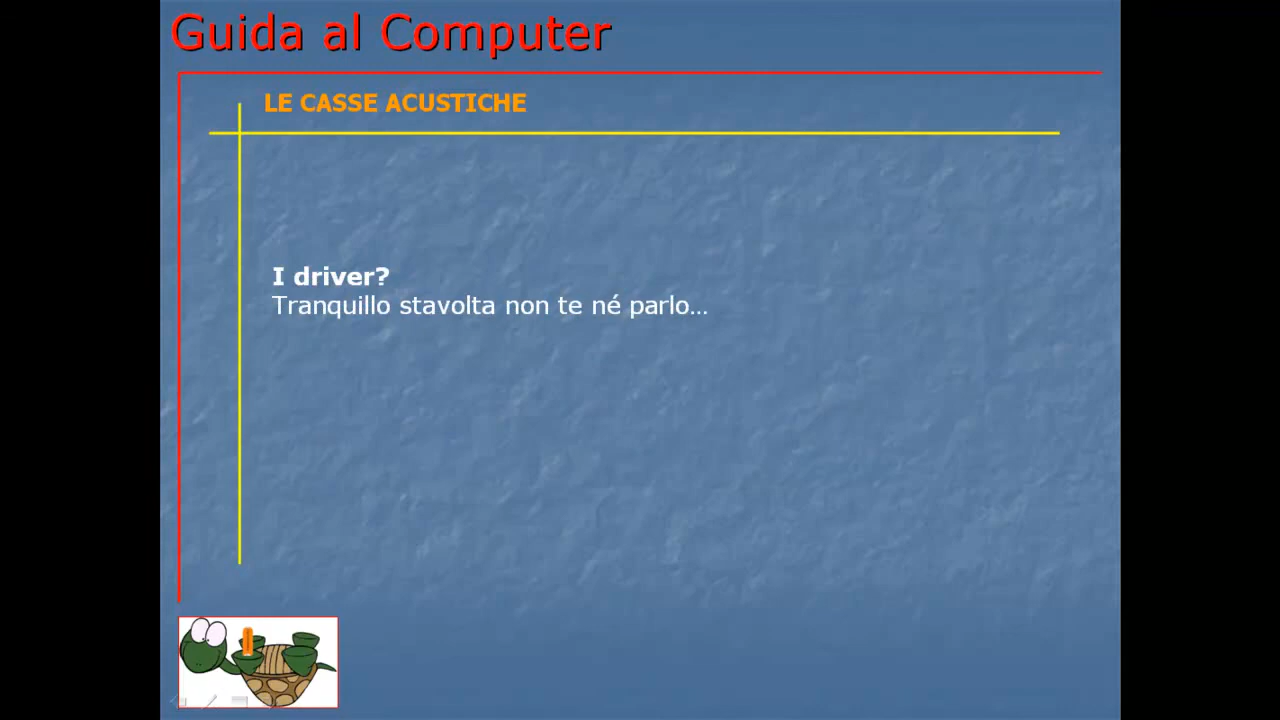 Guida al Computer
LE CASSE ACUSTICHE
I driver?
Tranquillo stavolta non te né parlo...